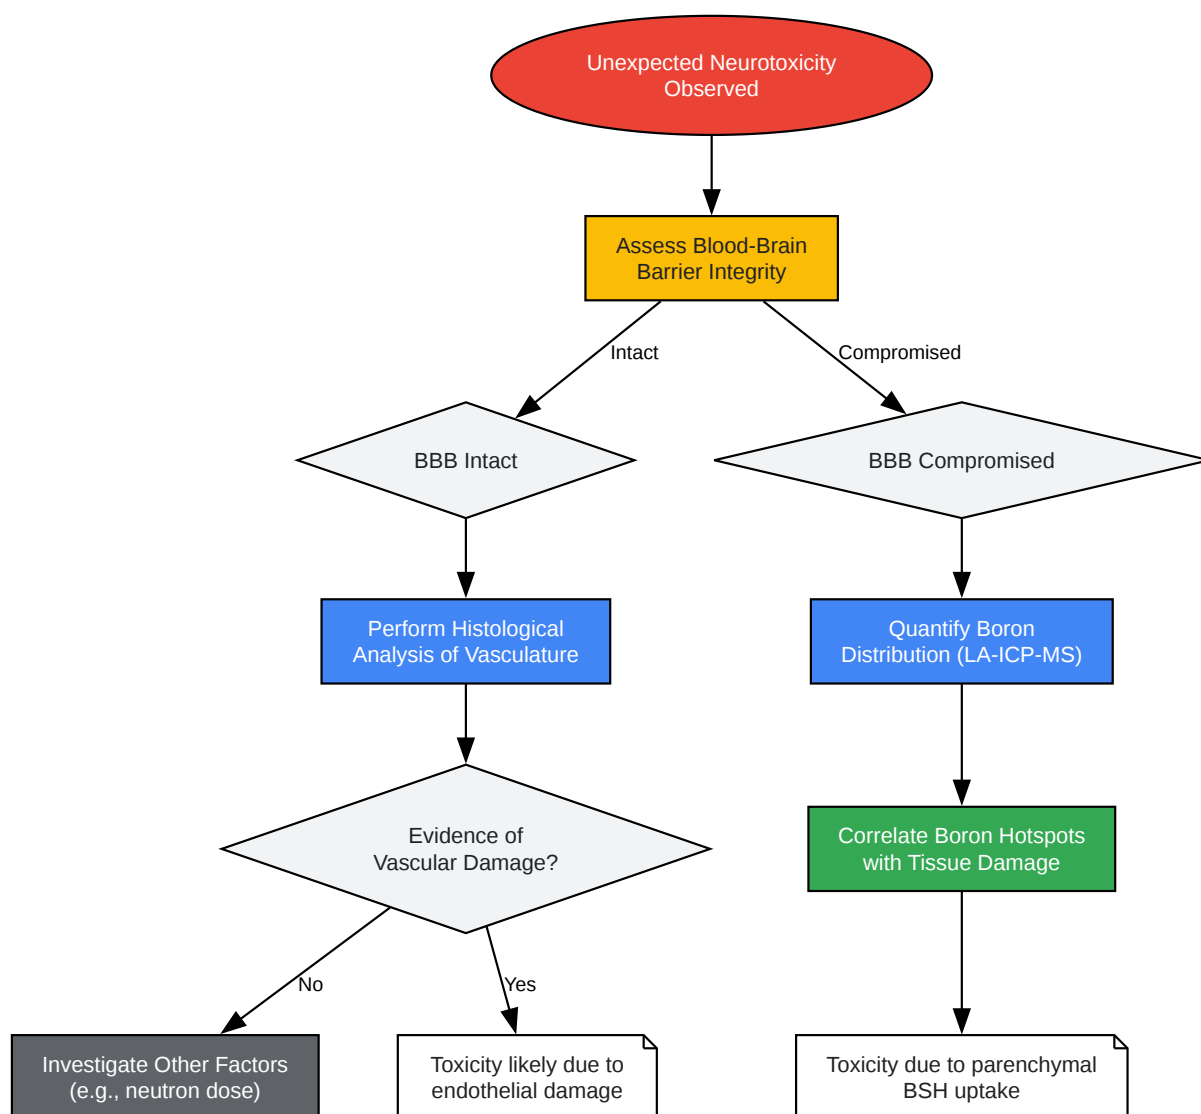 Unexpected Neurotoxicity
Observed
Assess Blood-Brain
Barrier Integrity
Intact
Compromised
BBB Intact
BBB Compromised
Perform Histological
Analysis of Vasculature
Quantify Boron
Distribution (LA-ICP-MS)
Evidence of
Vascular Damage?
Correlate Boron Hotspots
with Tissue Damage
No
Yes
Investigate Other Factors
(e.g., neutron dose)
Toxicity likely due to
endothelial damage
Toxicity due to parenchymal
BSH uptake